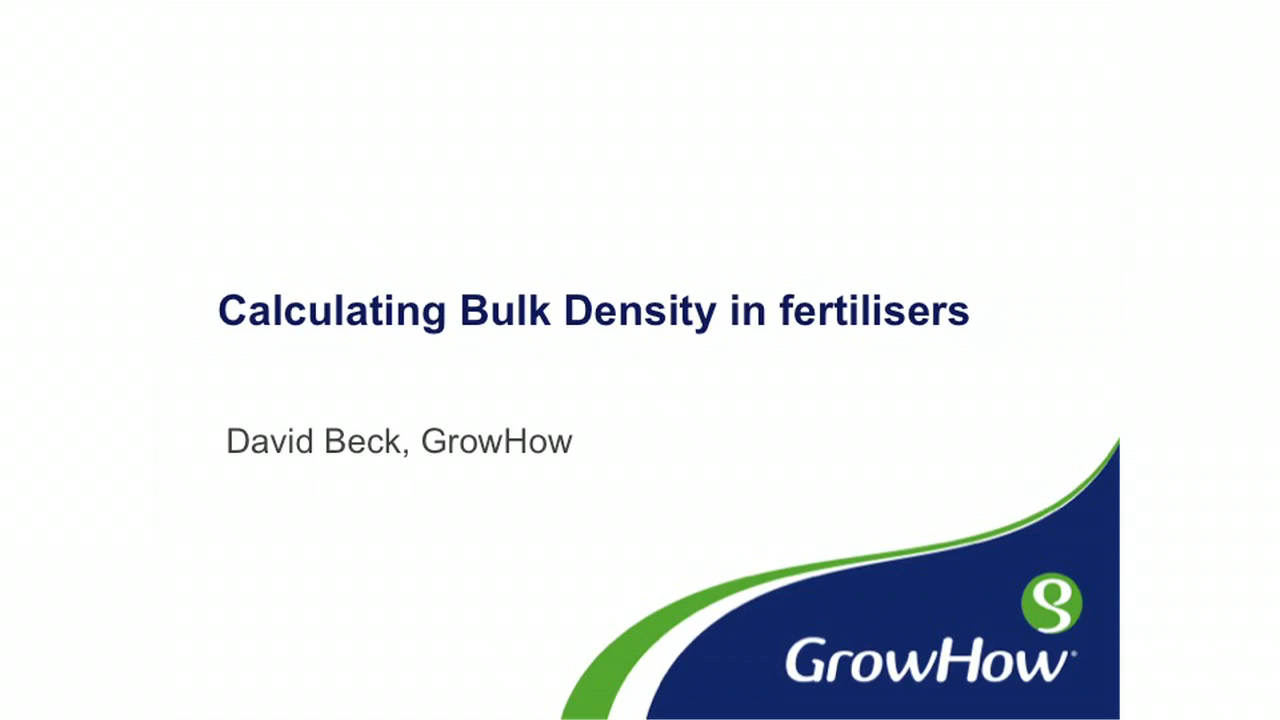 Calculating Bulk Density in fertilisers
David Beck, GrowHow
GrowHow